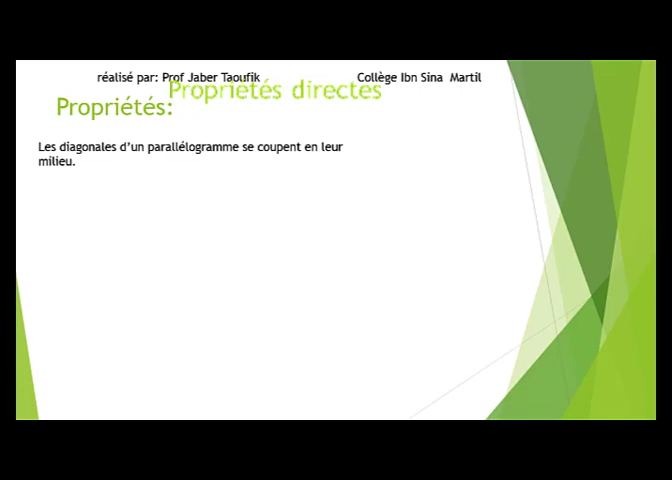 réalisé par: Prof Jaber Taoufik Collège Ibn Sina Martil
Propriétés directes
Propriétés:
Les diagonales d’un parallélogramme se coupent en leur
milieu.